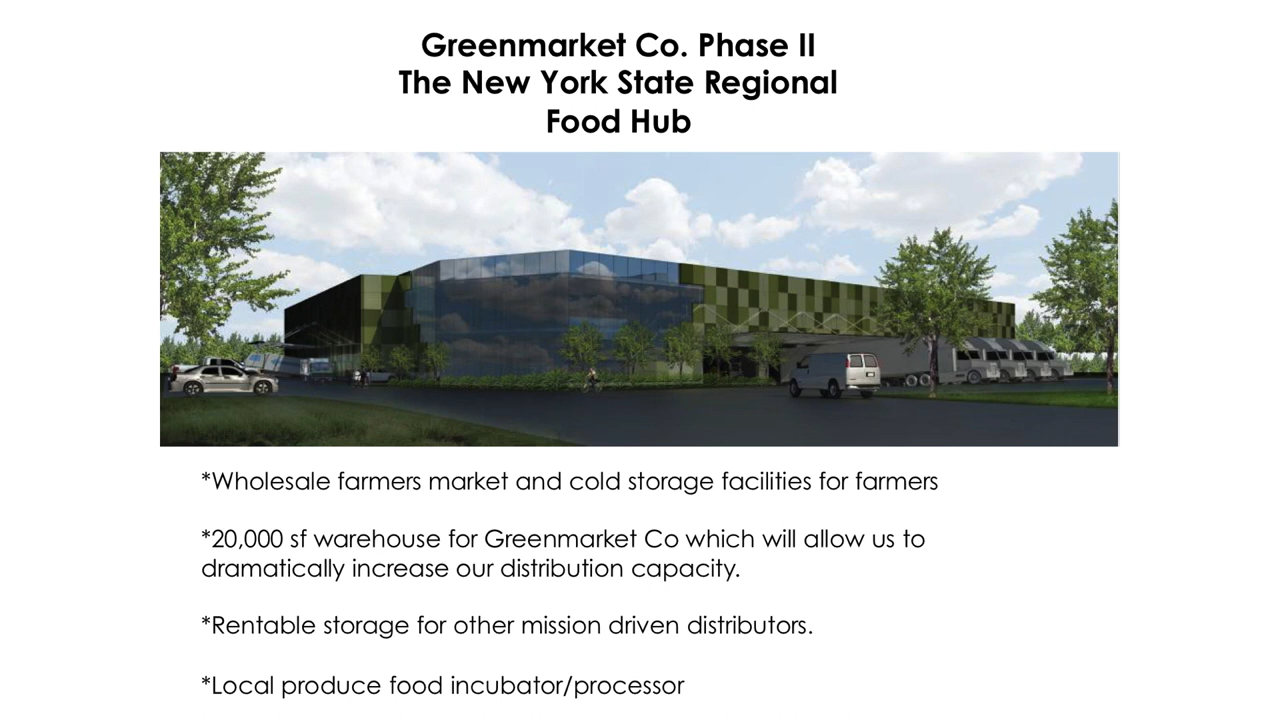 Greenmarket Co. Phase II
The New York State Regional
Food Hub
*Wholesale farmers market and cold storage facilities for farmers
*20,000 sf warehouse for Greenmarket Co which will allow us to
dramatically increase our distribution capacity.
*Rentable storage for other mission driven distributors.
*Local produce food incubator/processor